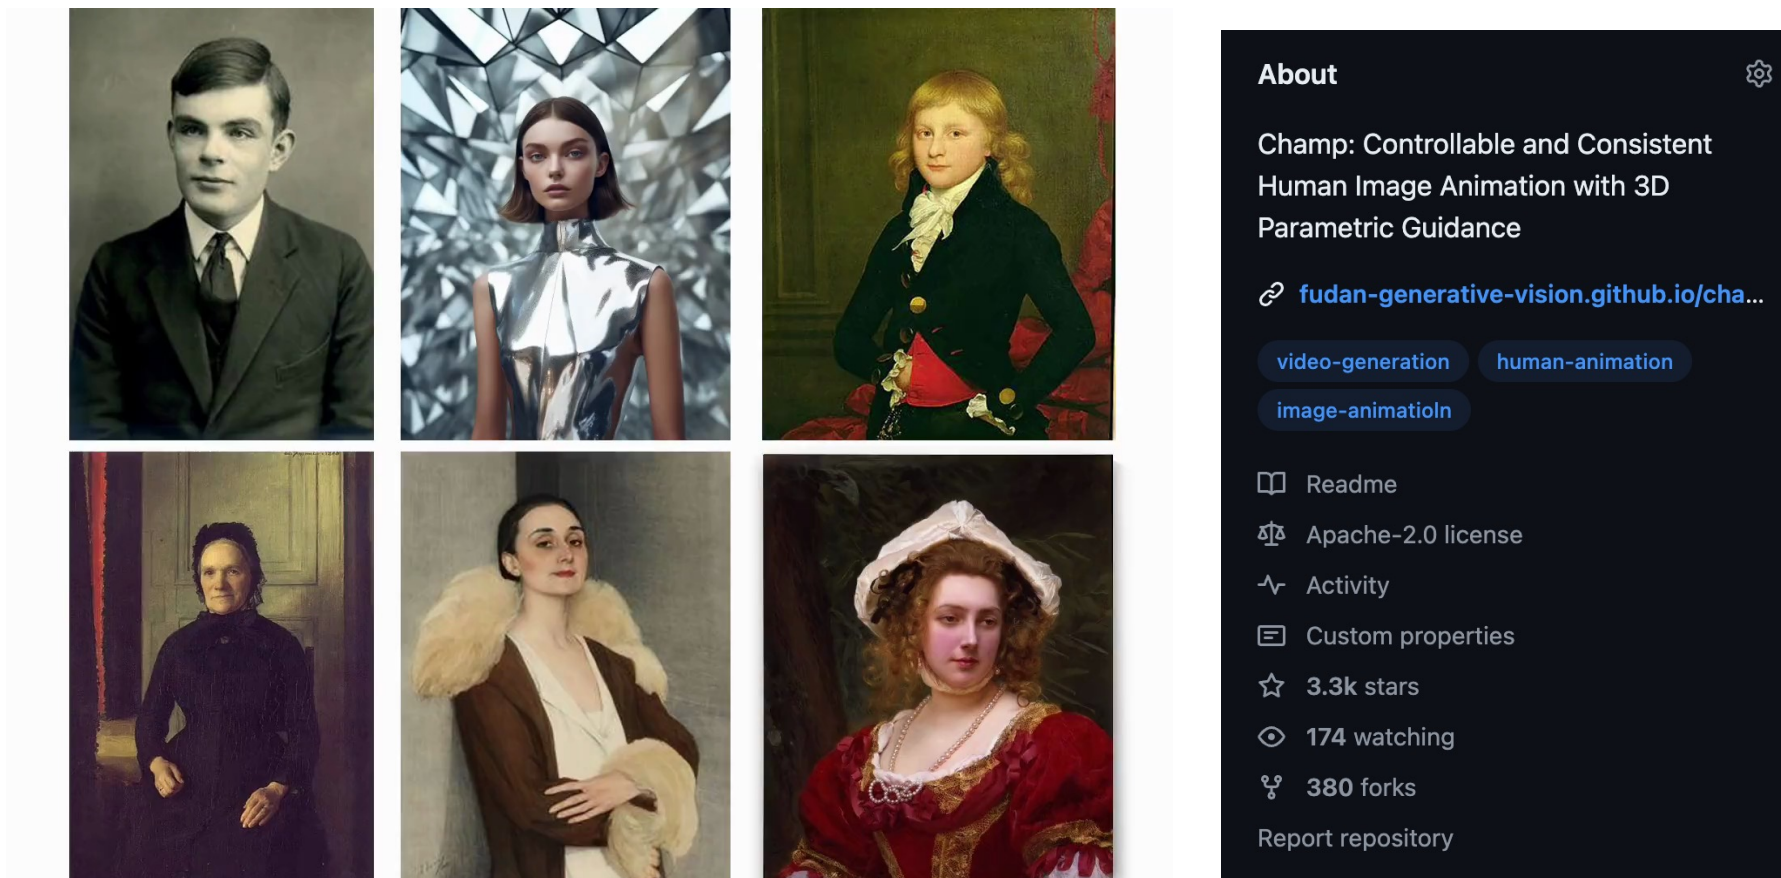 About
Champ: Controllable and Consistent
Human Image Animation with 3D
Parametric Guidance
fudan-generative-vision.github.io/cha...
video-generation
human-animation
image-animatioln
Readme
Apache-2.0 license
Activity
Custom properties
3.3k stars
174 watching
380 forks
Report repository